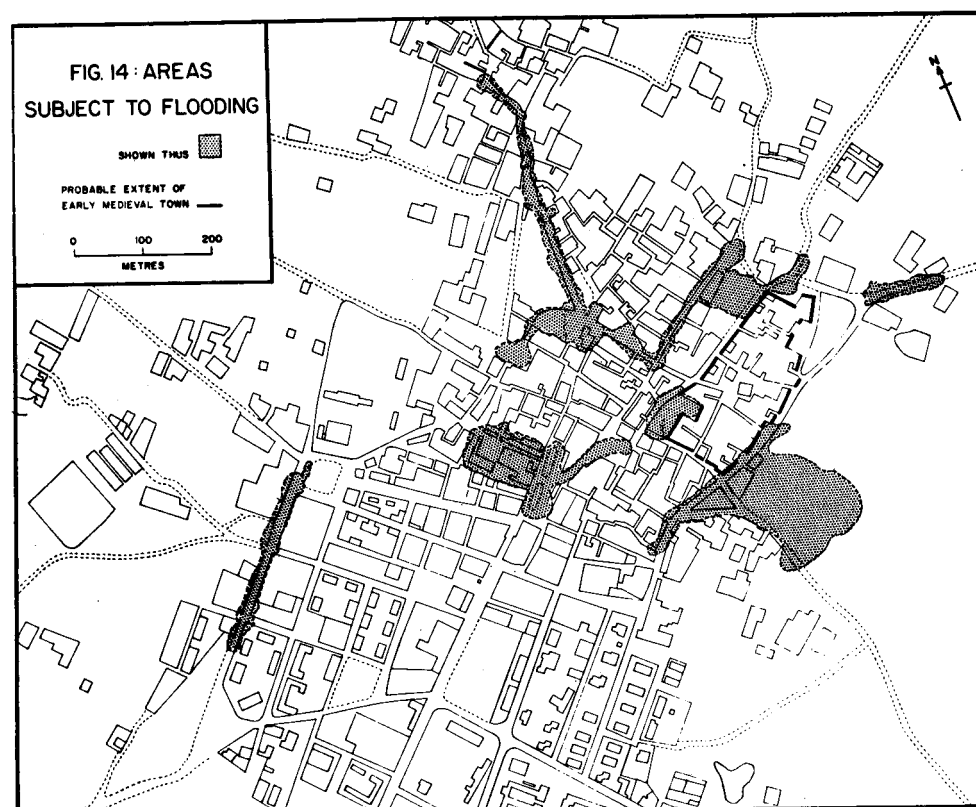 FIG. 14 : AREAS
SUBJECT TO FLOODING
SHOWN THUS
PROBABLE EXTENT OF
EARLY MEDIEVAL TOWN
0 100 200
METRES
N